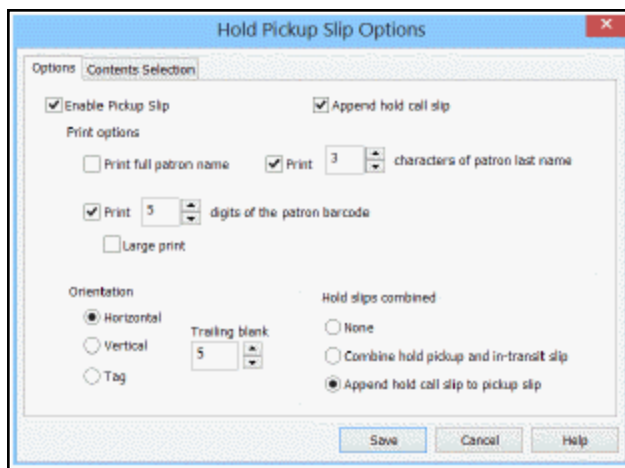 Hold Pickup Slip Options
Options Contents Selection
Enable Pickup Slip Append hold call slip
Print options
Print full patron name Print 3 characters of patron last name
Print 5 digits of the patron barcode
Large print
Orientation Hold slips combined
Horizontal
Trailing blank
None
Vertical 5
Combine hold pickup and in-transit slip
Tag
Append hold call slip to pickup slip
Save Cancel Help